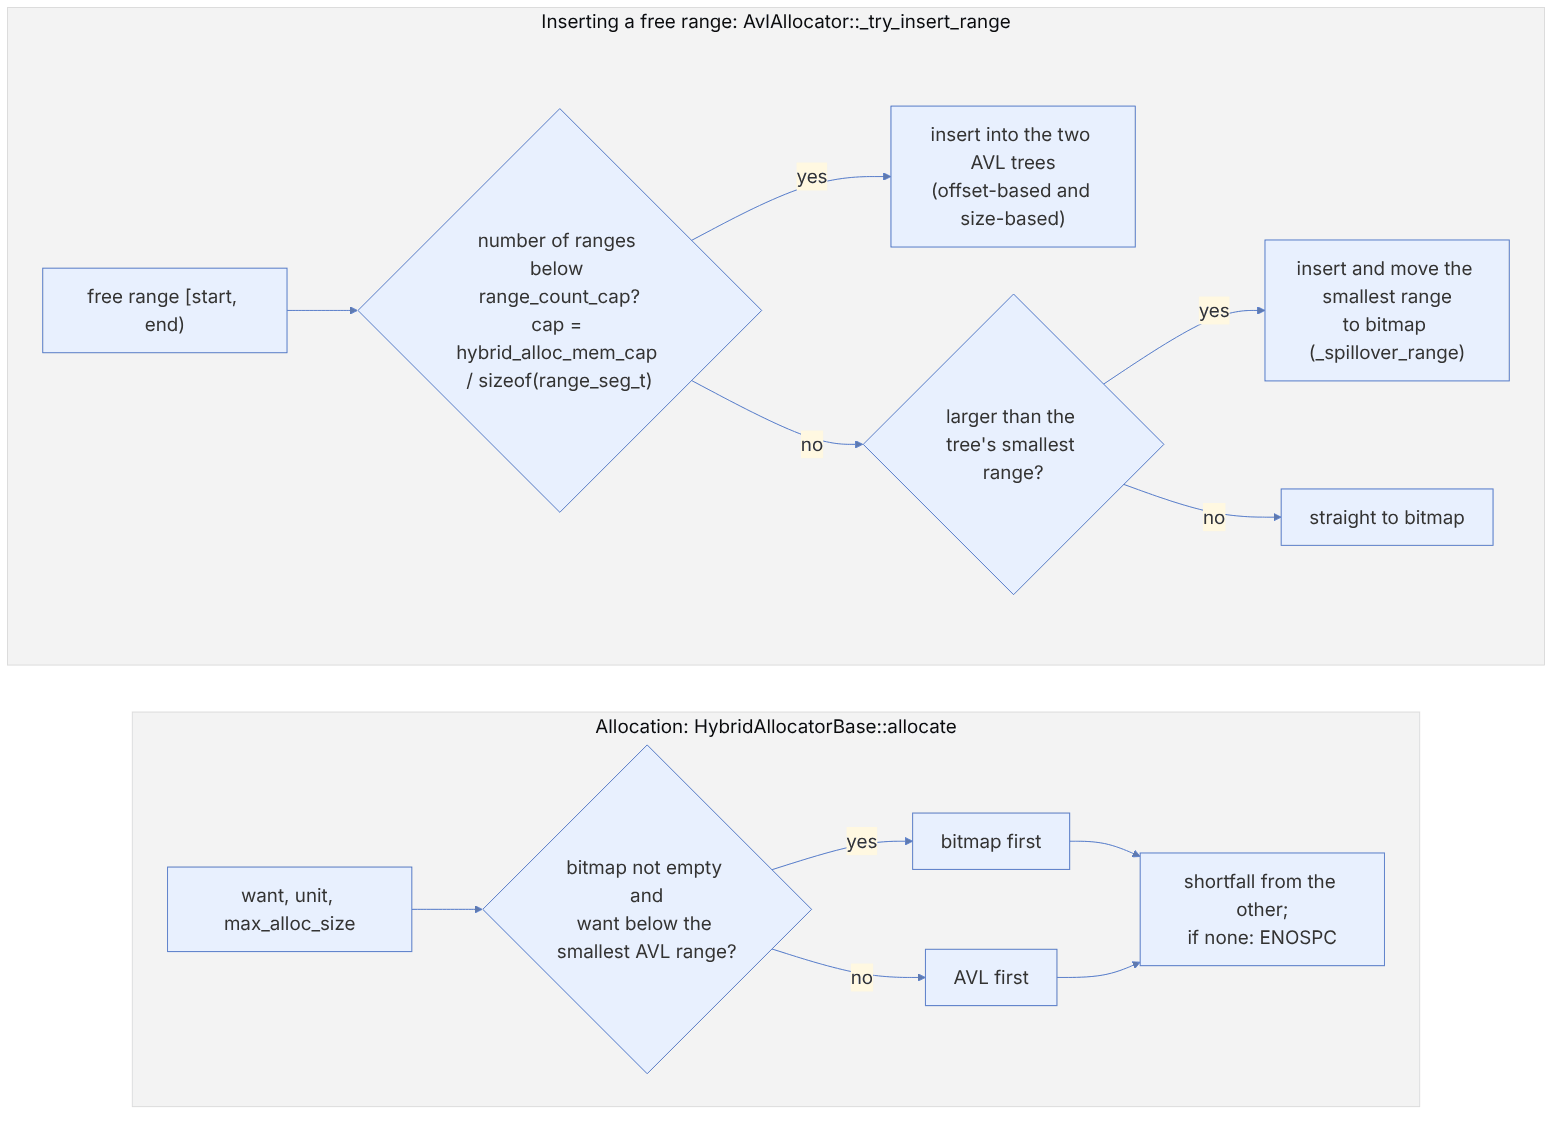 Inserting a free range: AvlAllocator::_try_insert_range
free range [start,
end)
number of ranges
below
range_count_cap?
cap =
hybrid_alloc_mem_cap
/ sizeof(range_seg_t)
yes
insert into the two
AVL trees
(offset-based and
size-based)
no
larger than the
tree's smallest
range?
yes
insert and move the
smallest range
to bitmap
(_spillover_range)
no
straight to bitmap
Allocation: HybridAllocatorBase::allocate
want, unit,
max_alloc_size
bitmap not empty
and
want below the
smallest AVL range?
yes
bitmap first
no
AVL first
shortfall from the
other;
if none: ENOSPC